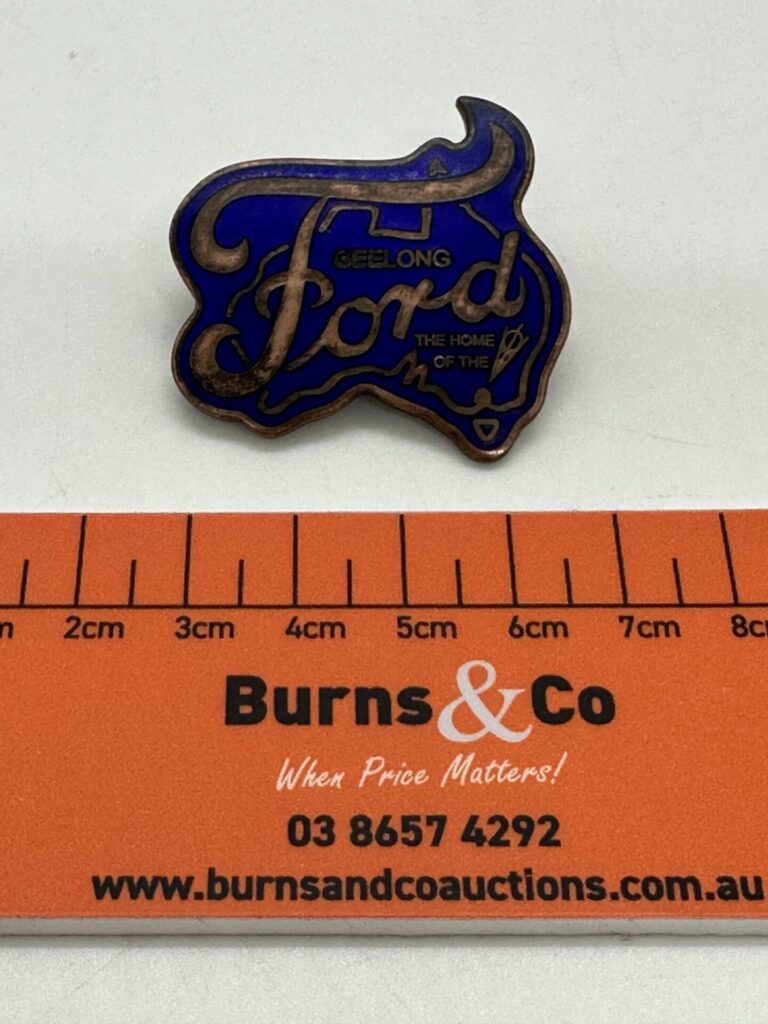 GEELONG
Ford
THE HOME
OF THE V8
2cm 3cm 4cm 5cm 6cm 7cm
Burns & Co
When Price Matters!
03 8657 4292
www.burnsandcoauctions.com.au